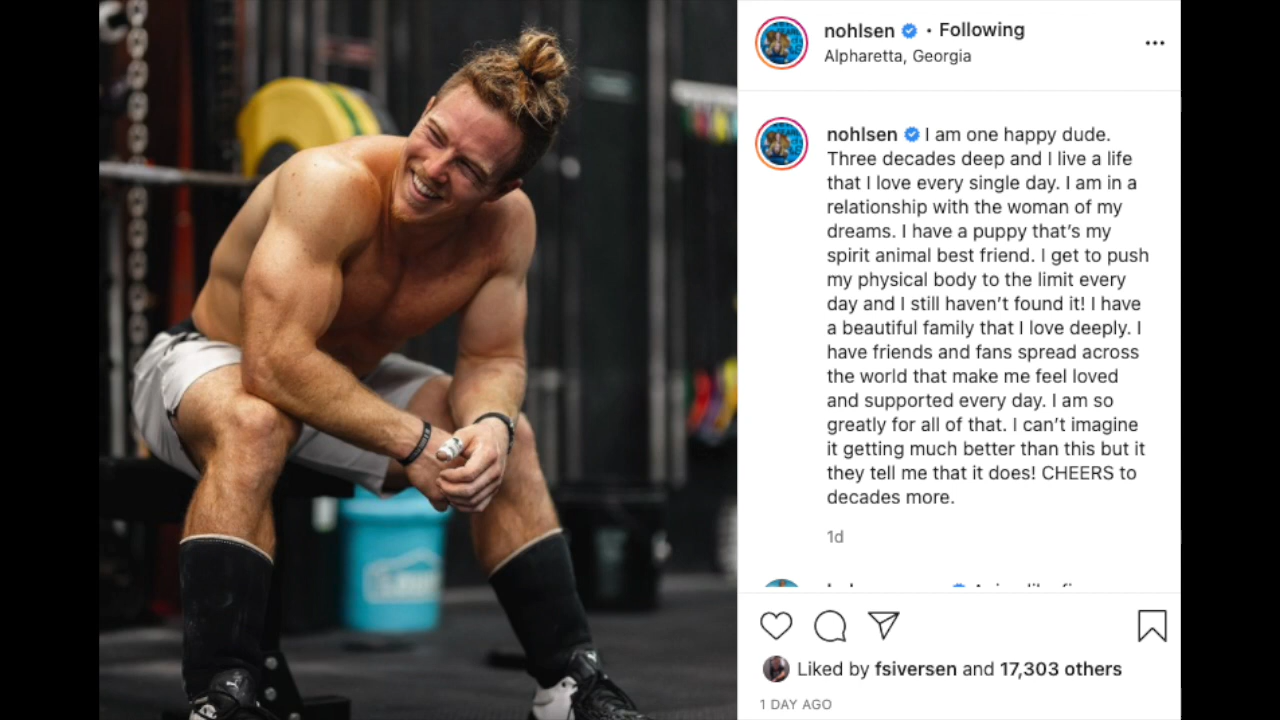 nohlsen • Following
Alpharetta, Georgia
nohlsen I am one happy dude.
Three decades deep and I live a life
that I love every single day. I am in a
relationship with the woman of my
dreams. I have a puppy that’s my
spirit animal best friend. I get to push
my physical body to the limit every
day and I still haven’t found it! I have
a beautiful family that I love deeply. I
have friends and fans spread across
the world that make me feel loved
and supported every day. I am so
greatly for all of that. I can’t imagine
it getting much better than this but it
they tell me that it does! CHEERS to
decades more.
1d
Liked by fsiversen and 17,303 others
1 DAY AGO